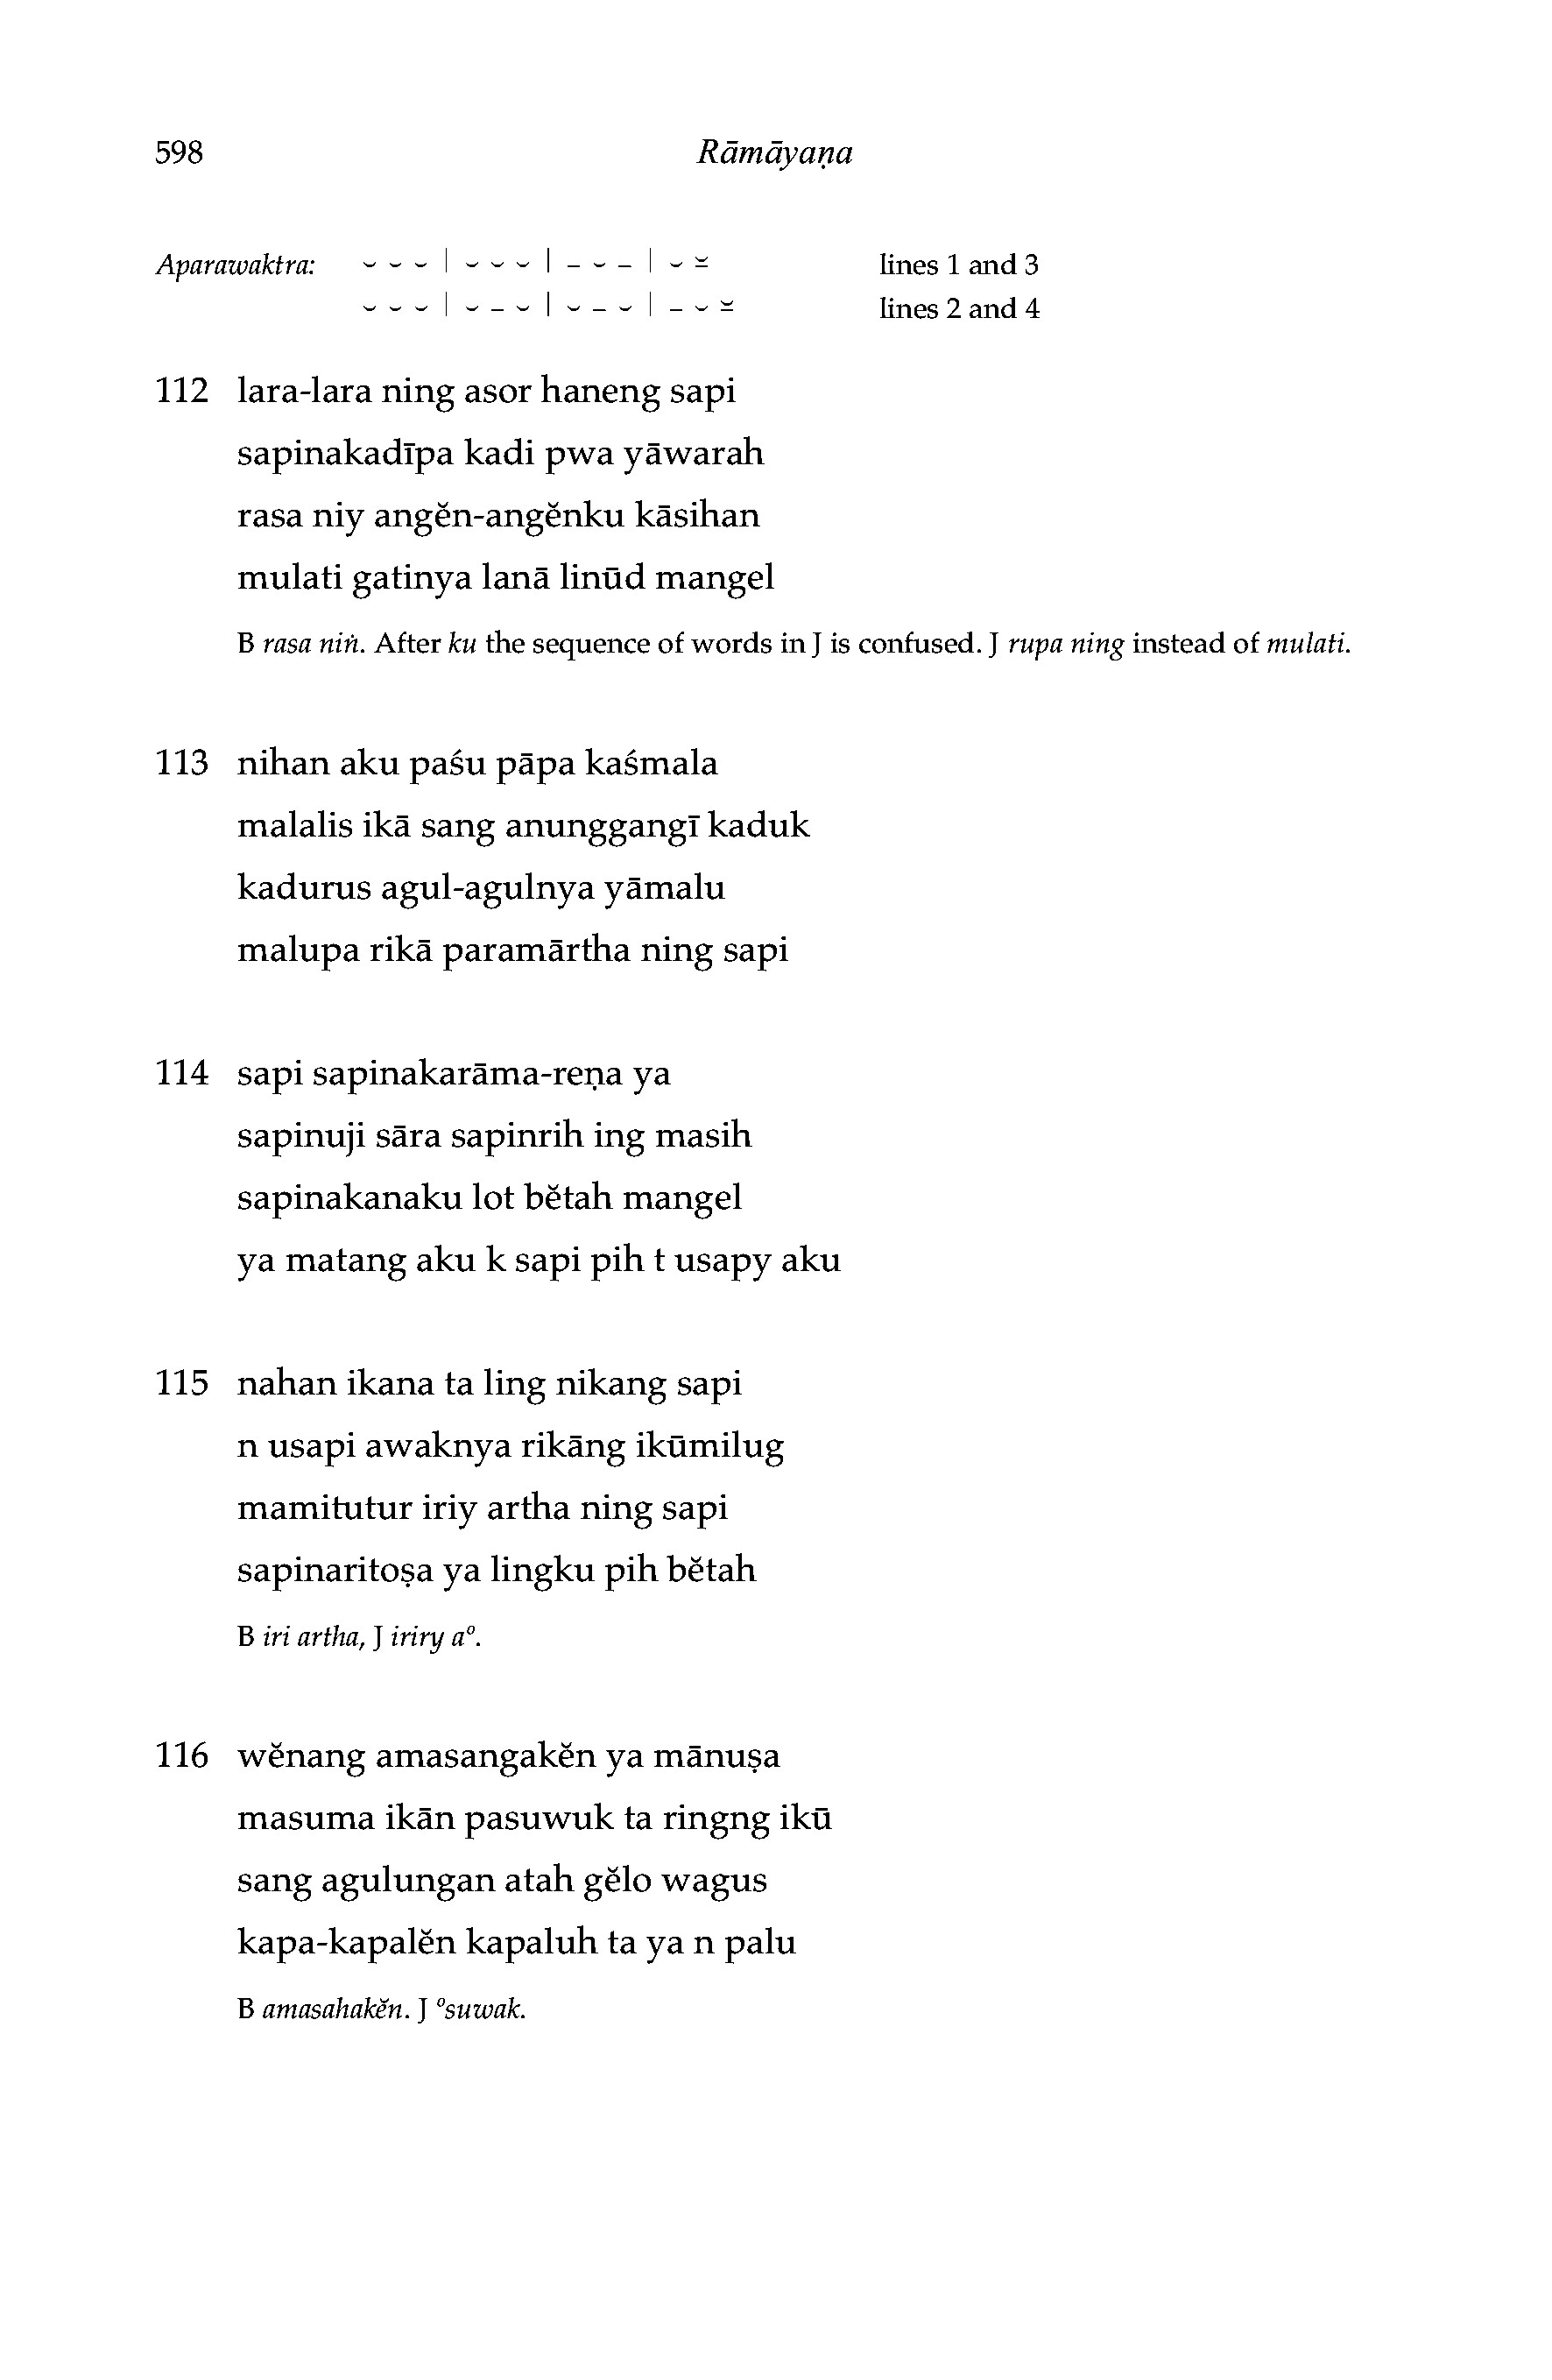 598 Rāmāyaṇa
Aparawaktra: ⏑ ⏑ ⏑ | ⏑ ⏑ ⏑ | – ⏑ – | ⏑ ⏓ lines 1 and 3
⏑ ⏑ ⏑ | ⏑ – ⏑ | ⏑ – ⏑ | – ⏑ ⏓ lines 2 and 4
112 lara-lara ning asor haneng sapi
sapinakadīpa kadi pwa yāwarah
rasa niy angĕn-angĕnku kāsihan
mulati gatinya lanā linūd mangel
B rasa niṅ. After ku the sequence of words in J is confused. J rupa ning instead of mulati.
113 nihan aku paśu pāpa kaśmala
malalis ikā sang anunggangī kaduk
kadurus agul-agulnya yāmalu
malupa rikā paramārtha ning sapi
114 sapi sapinakarāma-reṇa ya
sapinuji sāra sapinrih ing masih
sapinakanaku lot bĕtah mangel
ya matang aku k sapi pih t usapy aku
115 nahan ikana ta ling nikang sapi
n usapi awaknya rikāng ikūmilug
mamitutur iriy artha ning sapi
sapinaritoṣa ya lingku pih bĕtah
B iri artha, J iriry a°.
116 wĕnang amasangakĕn ya mānuṣa
masuma ikān pasuwuk ta ringng ikū
sang agulungan atah gĕlo wagus
kapa-kapalĕn kapaluh ta ya n palu
B amasahakĕn. J °suwak.